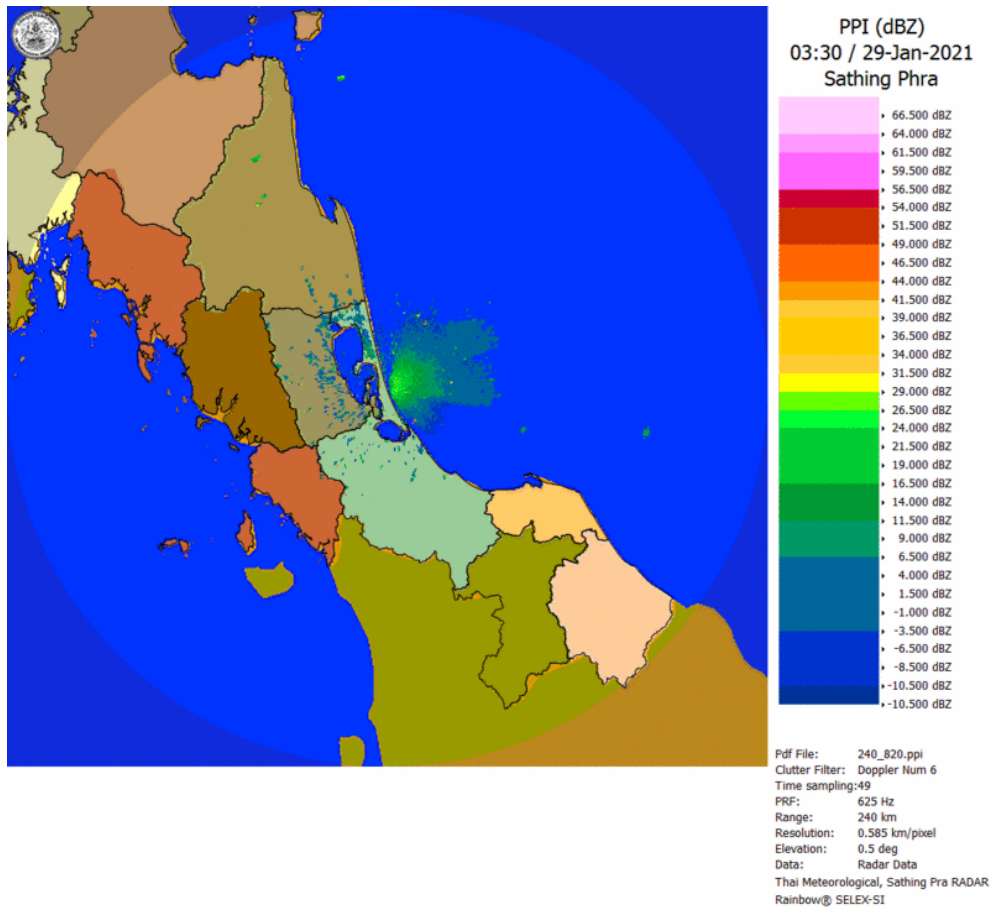 PPI (dBZ)
03:30 / 29-Jan-2021
Sathing Phra
66.500 dBZ
64.000 dBZ
61.500 dBZ
59.500 dBZ
56.500 dBZ
54.000 dBZ
51.500 dBZ
49.000 dBZ
46.500 dBZ
44.000 dBZ
41.500 dBZ
39.000 dBZ
36.500 dBZ
34.000 dBZ
31.500 dBZ
29.000 dBZ
26.500 dBZ
24.000 dBZ
21.500 dBZ
19.000 dBZ
16.500 dBZ
14.000 dBZ
11.500 dBZ
9.000 dBZ
6.500 dBZ
4.000 dBZ
1.500 dBZ
-1.000 dBZ
-3.500 dBZ
-6.500 dBZ
-8.500 dBZ
-10.500 dBZ
-10.500 dBZ
Pdf File: 240_820.ppi
Clutter Filter: Doppler Num 6
Time sampling:49
PRF: 625 Hz
Range: 240 km
Resolution: 0.585 km/pixel
Elevation: 0.5 deg
Data: Radar Data
Thai Meteorological, Sathing Pra RADAR
Rainbow® SELEX-SI